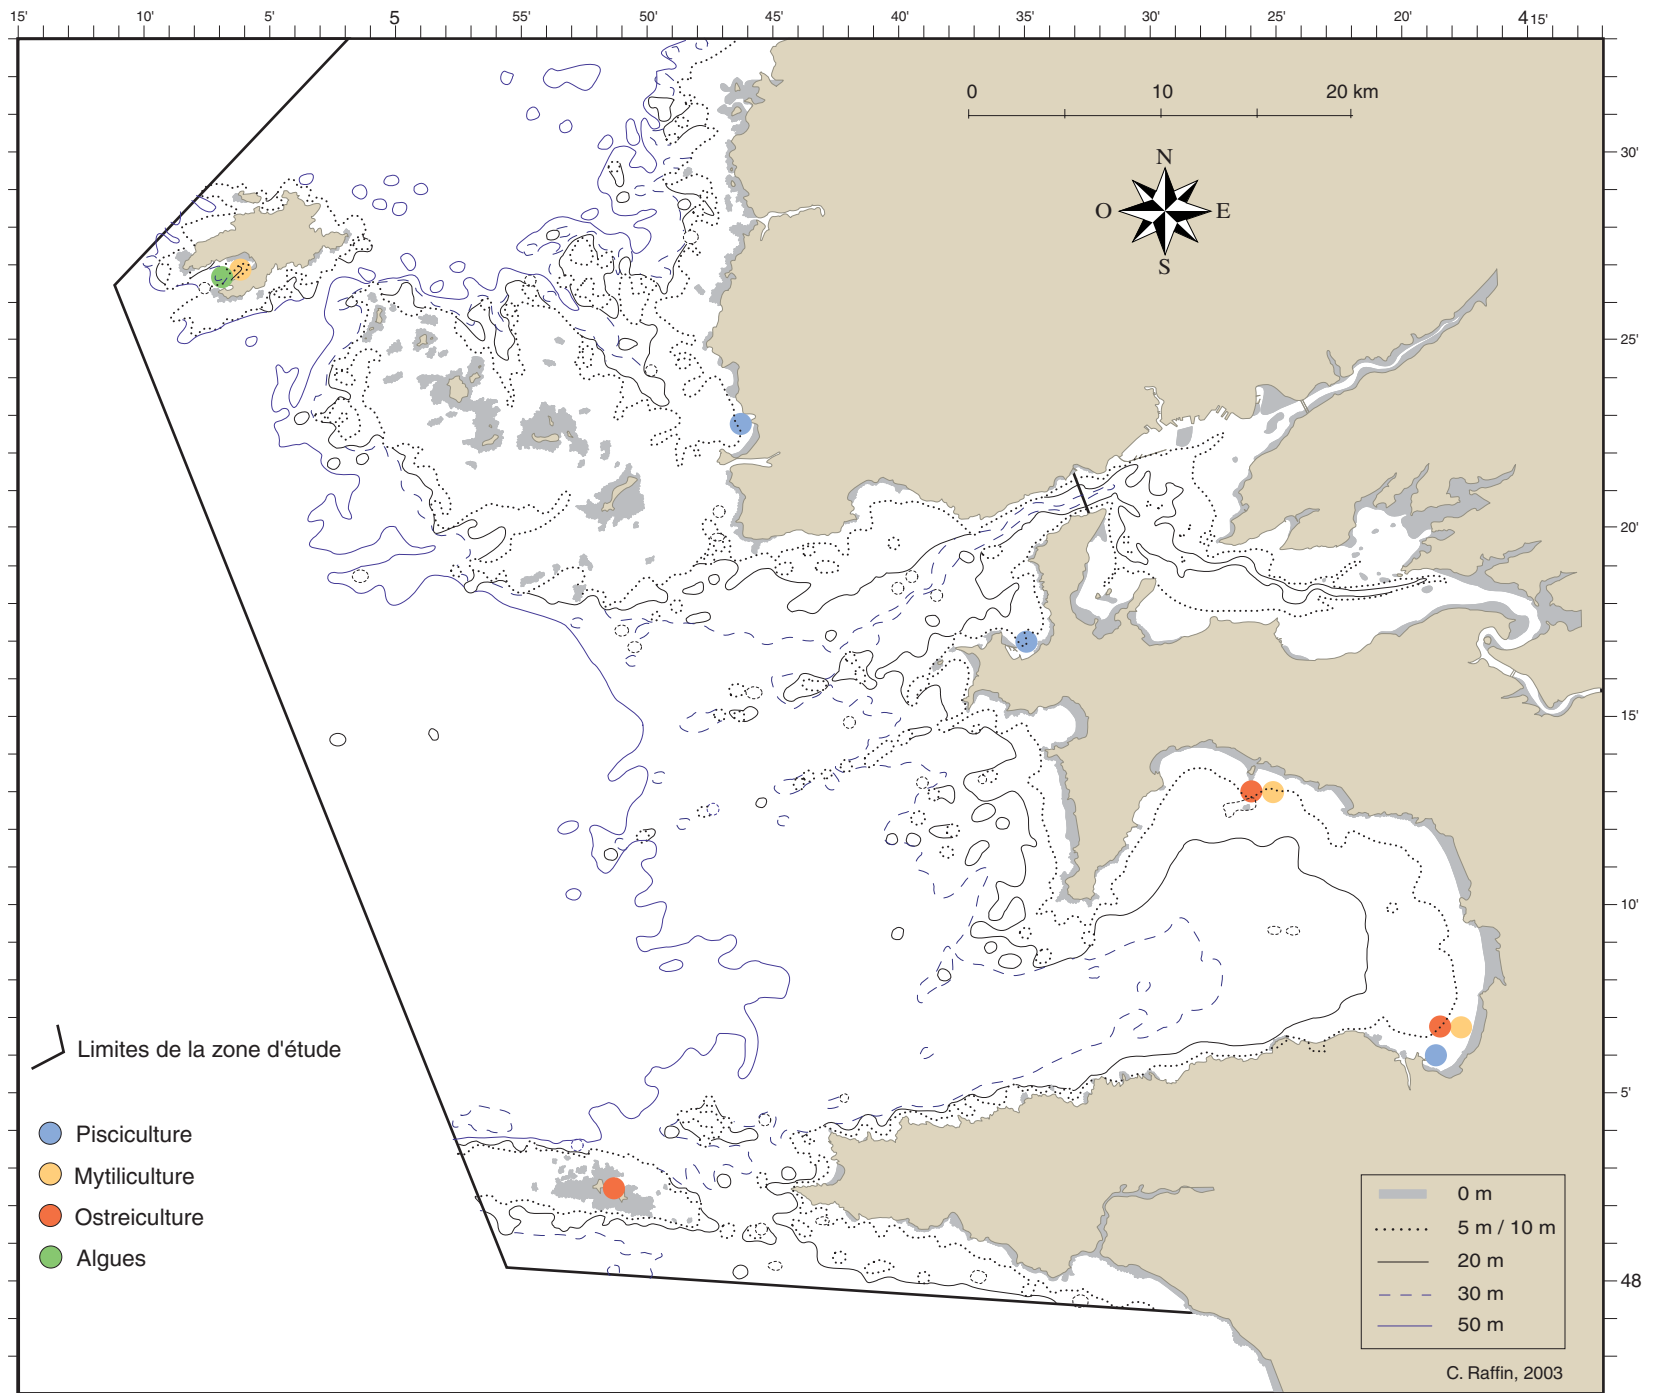 15' 10' 5' 5 55' 50' 45' 40' 35' 30' 25' 20' 4 15'
0 10 20 km
30'
N
O E
S
25'
20'
15'
10'
Limites de la zone d'étude
5'
Pisciculture
Mytiliculture
Ostreiculture
Algues
0 m
5 m / 10 m
20 m
48
30 m
50 m
C. Raffin, 2003